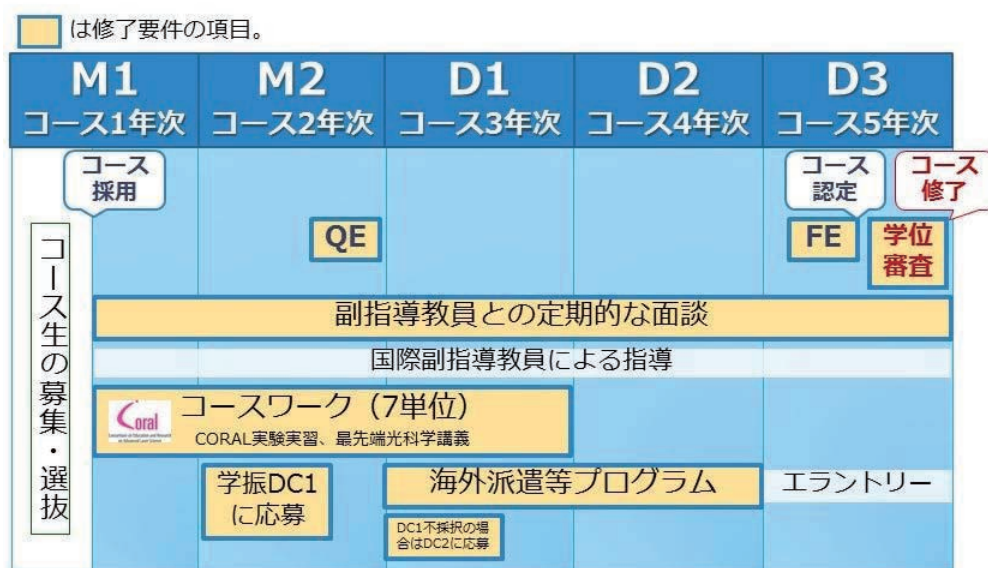 は修了要件の項目。
M1
コース1年次
M2
コース2年次
D1
コース3年次
D2
コース4年次
D3
コース5年次
コース
採用
コース
認定
コース
修了
コース生の募集・選抜
QE
FE
学位
審査
副指導教員との定期的な面談
国際副指導教員による指導
Coral
コースワーク（7単位）
CORAL実験実習、最先端光科学講義
学振DC1
に応募
海外派遣等プログラム
エラントリー
DC1不採択の場
合はDC2に応募